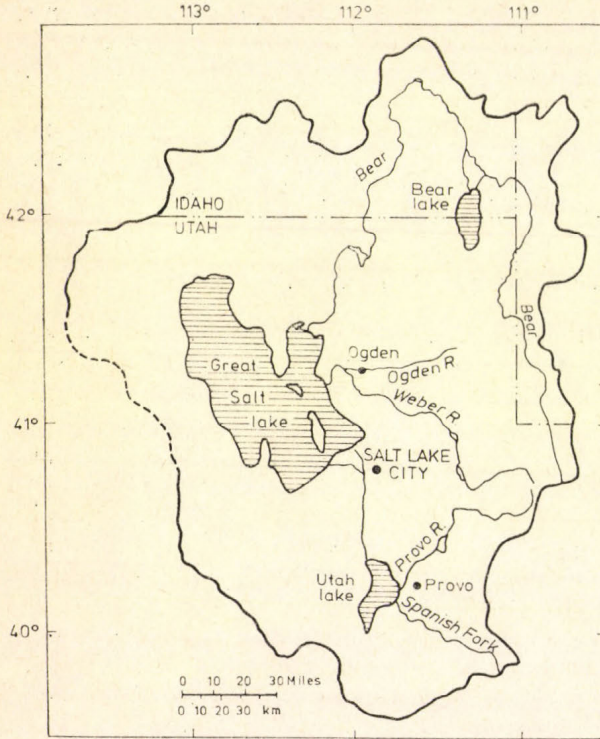 113° 112° 111°
Bear
Bear
lake
IDAHO
42°
UTAH
Bear
Ogden
Ogden R
Great
Weber R
Salt
lake
41°
SALT LAKE
CITY
Provo R.
Utah
lake
Provo
Spanish Fork
40°
0 10 20 30 Miles
0 10 20 30 km